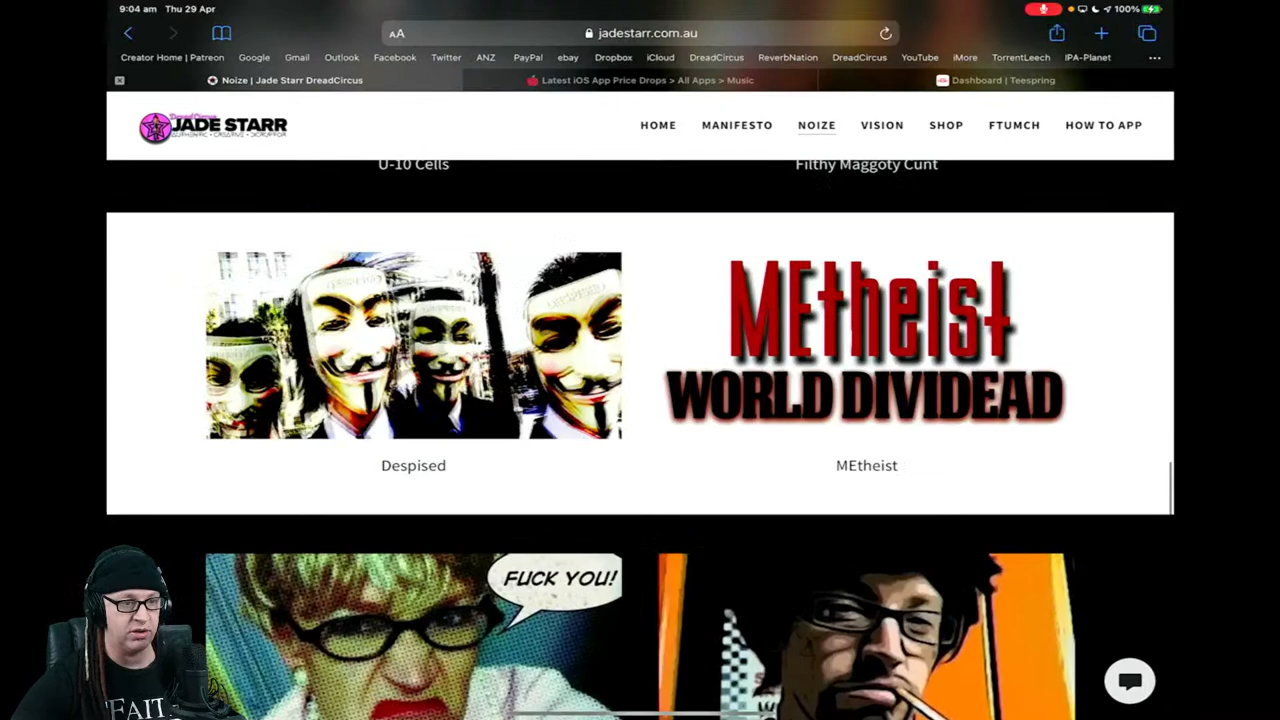 9:04 am Thu 29 Apr
100%
AA
jadestarr.com.au
Creator Home | Patreon Google Gmail Outlook Facebook Twitter ANZ PayPal ebay Dropbox iCloud DreadCircus ReverbNation DreadCircus YouTube iMore TorrentLeech IPA-Planet
Noize | Jade Starr DreadCircus
Latest iOS App Price Drops > All Apps > Music
Dashboard | Teespring
JADE STARR
HOME MANIFESTO NOIZE VISION SHOP FTUMCH HOW TO APP
U-10 Cells
Filthy Maggoty Cunt
MEtheist
WORLD DIVIDEAD
Despised
MEtheist
FUCK YOU!
FAIT